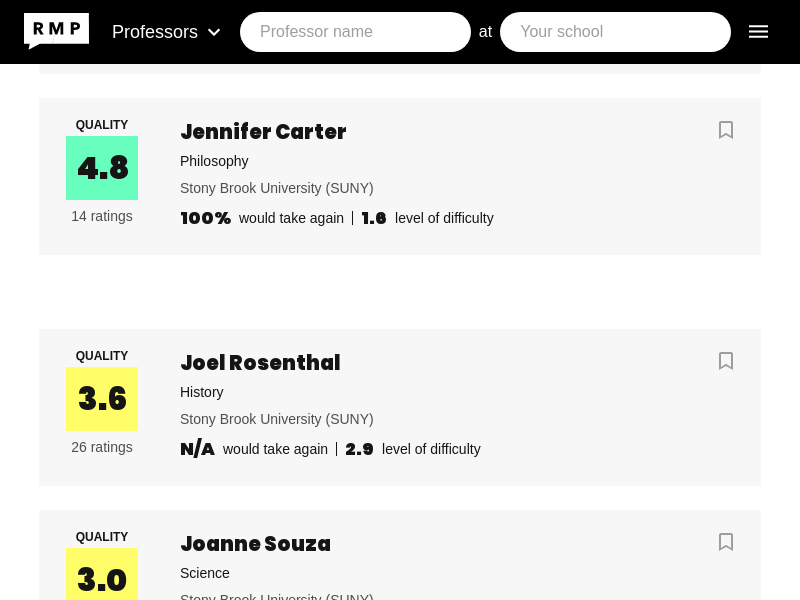 RMP
Professors
Professor name
at
Your school
QUALITY
4.8
14 ratings
Jennifer Carter
Philosophy
Stony Brook University (SUNY)
100% would take again | 1.6 level of difficulty
QUALITY
3.6
26 ratings
Joel Rosenthal
History
Stony Brook University (SUNY)
N/A would take again | 2.9 level of difficulty
QUALITY
3.0
Joanne Souza
Science
Stony Brook University (SUNY)